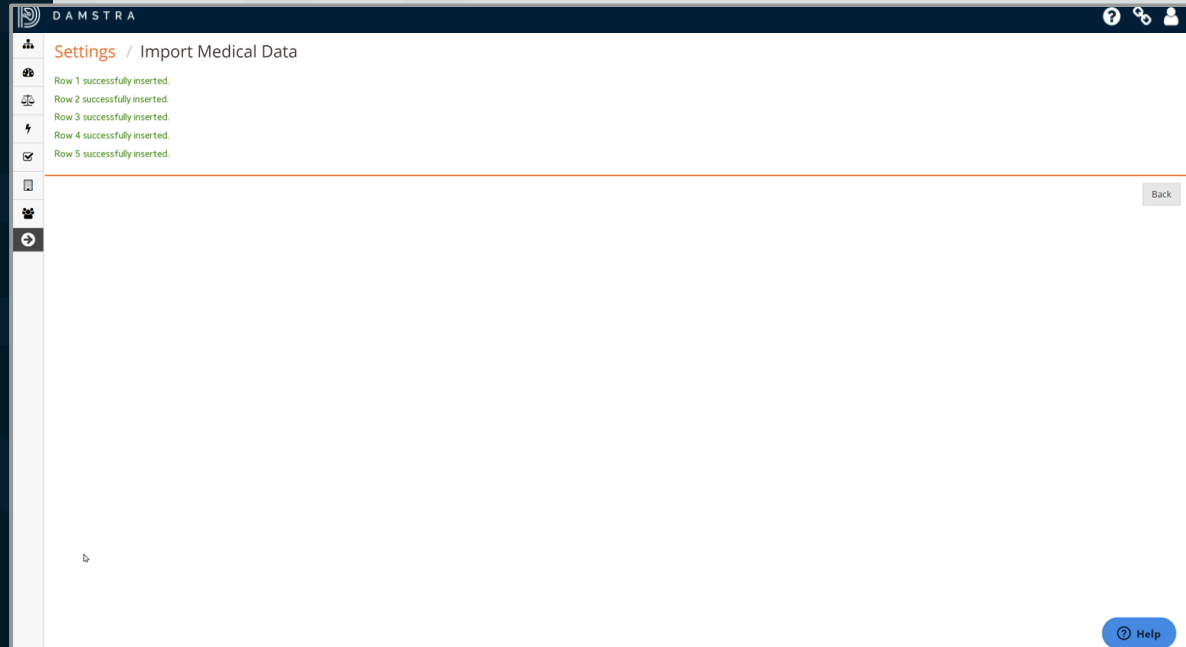 DAMSTRA
Settings / Import Medical Data
Row 1 successfully inserted.
Row 2 successfully inserted.
Row 3 successfully inserted.
Row 4 successfully inserted.
Row 5 successfully inserted.
Back
Help